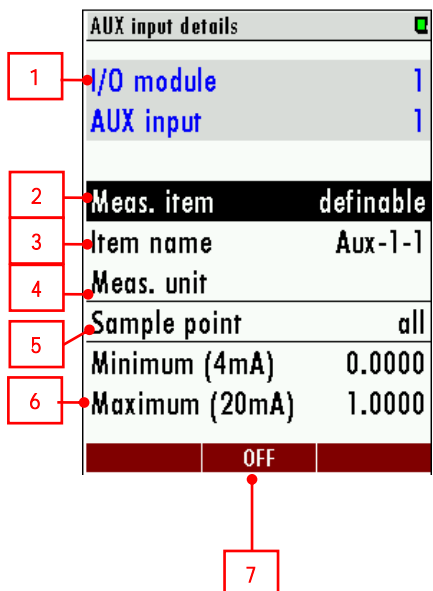 AUX input details
1 I/O module 1
AUX input 1
2 Meas. item definable
3 Item name Aux-1-1
4 Meas. unit
5 Sample point all
Minimum (4mA) 0.0000
6 Maximum (20mA) 1.0000
OFF
7